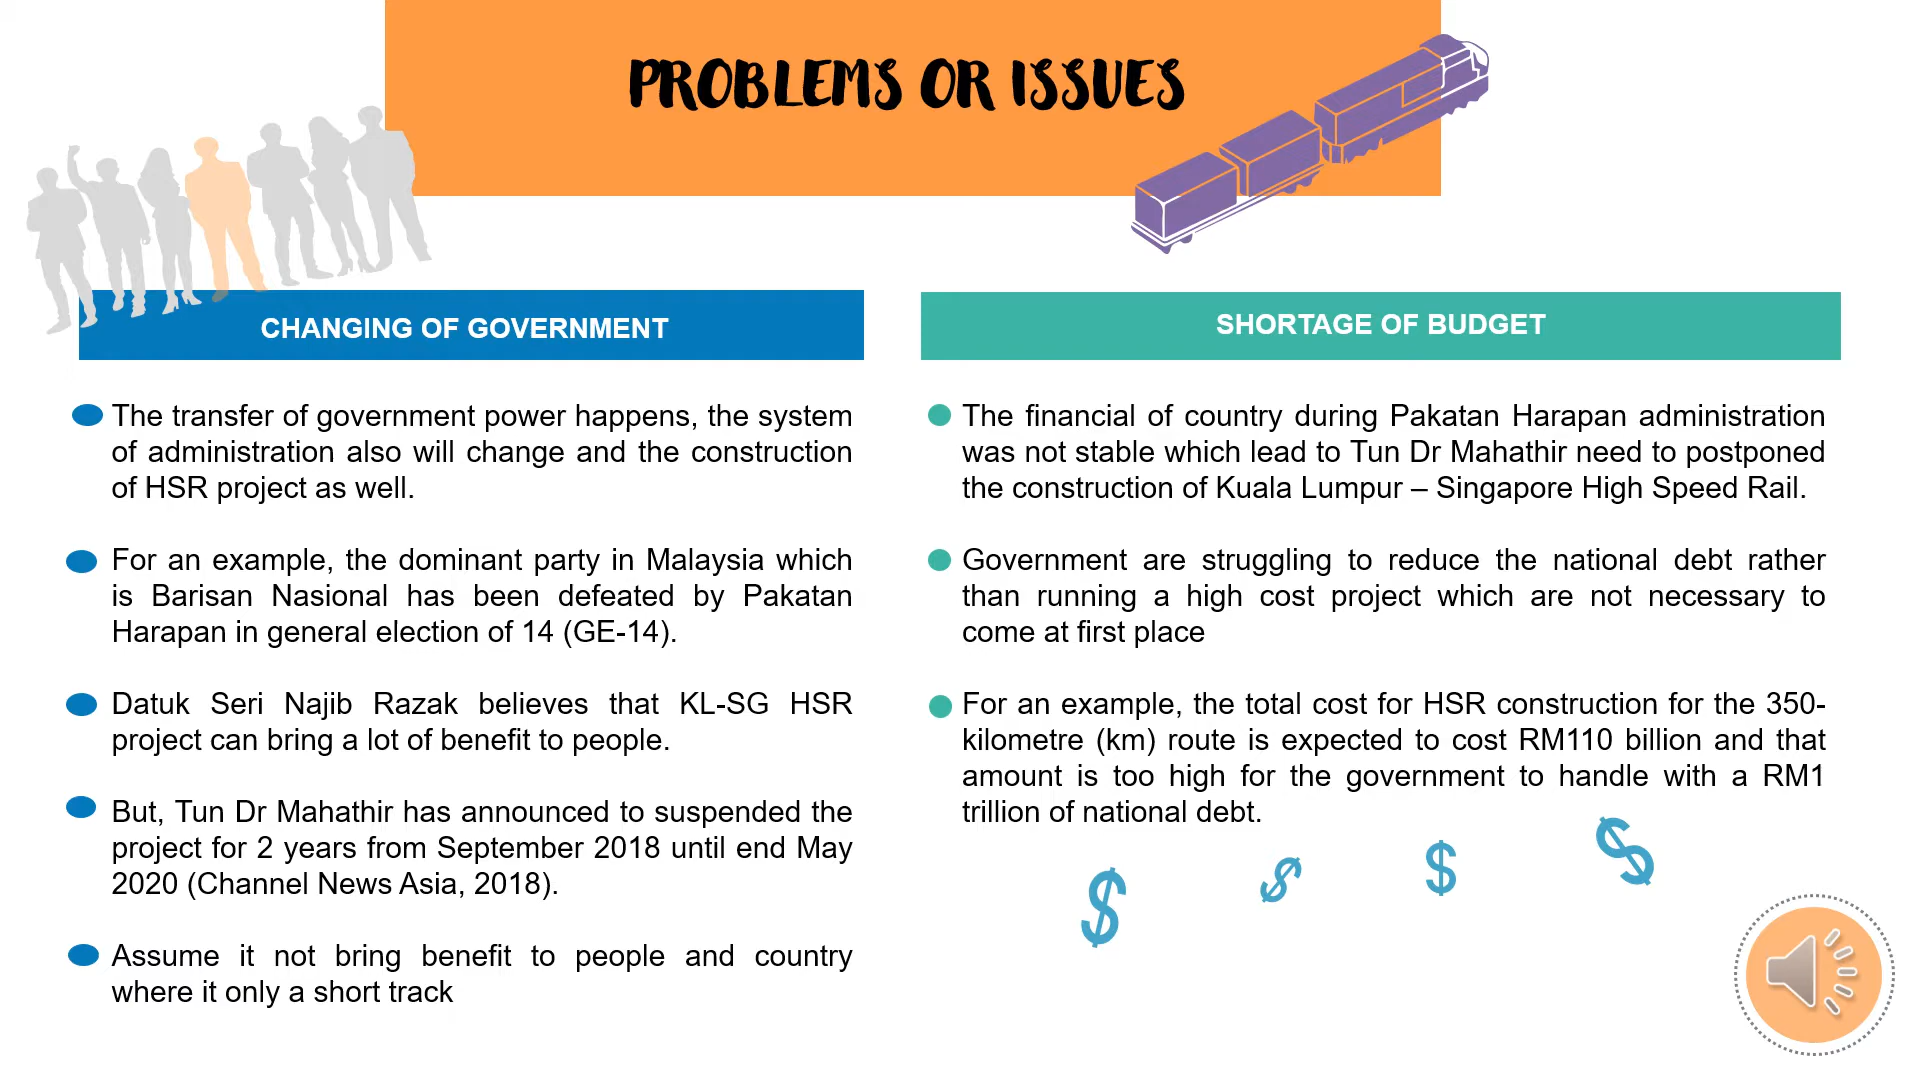 PROBLEMS OR ISSUES
CHANGING OF GOVERNMENT
The transfer of government power happens, the system
of administration also will change and the construction
of HSR project as well.
For an example, the dominant party in Malaysia which
is Barisan Nasional has been defeated by Pakatan
Harapan in general election of 14 (GE-14).
Datuk Seri Najib Razak believes that KL-SG HSR
project can bring a lot of benefit to people.
But, Tun Dr Mahathir has announced to suspended the
project for 2 years from September 2018 until end May
2020 (Channel News Asia, 2018).
Assume it not bring benefit to people and country
where it only a short track
SHORTAGE OF BUDGET
The financial of country during Pakatan Harapan administration
was not stable which lead to Tun Dr Mahathir need to postponed
the construction of Kuala Lumpur – Singapore High Speed Rail.
Government are struggling to reduce the national debt rather
than running a high cost project which are not necessary to
come at first place
For an example, the total cost for HSR construction for the 350-
kilometre (km) route is expected to cost RM110 billion and that
amount is too high for the government to handle with a RM1
trillion of national debt.
$ $ $ $